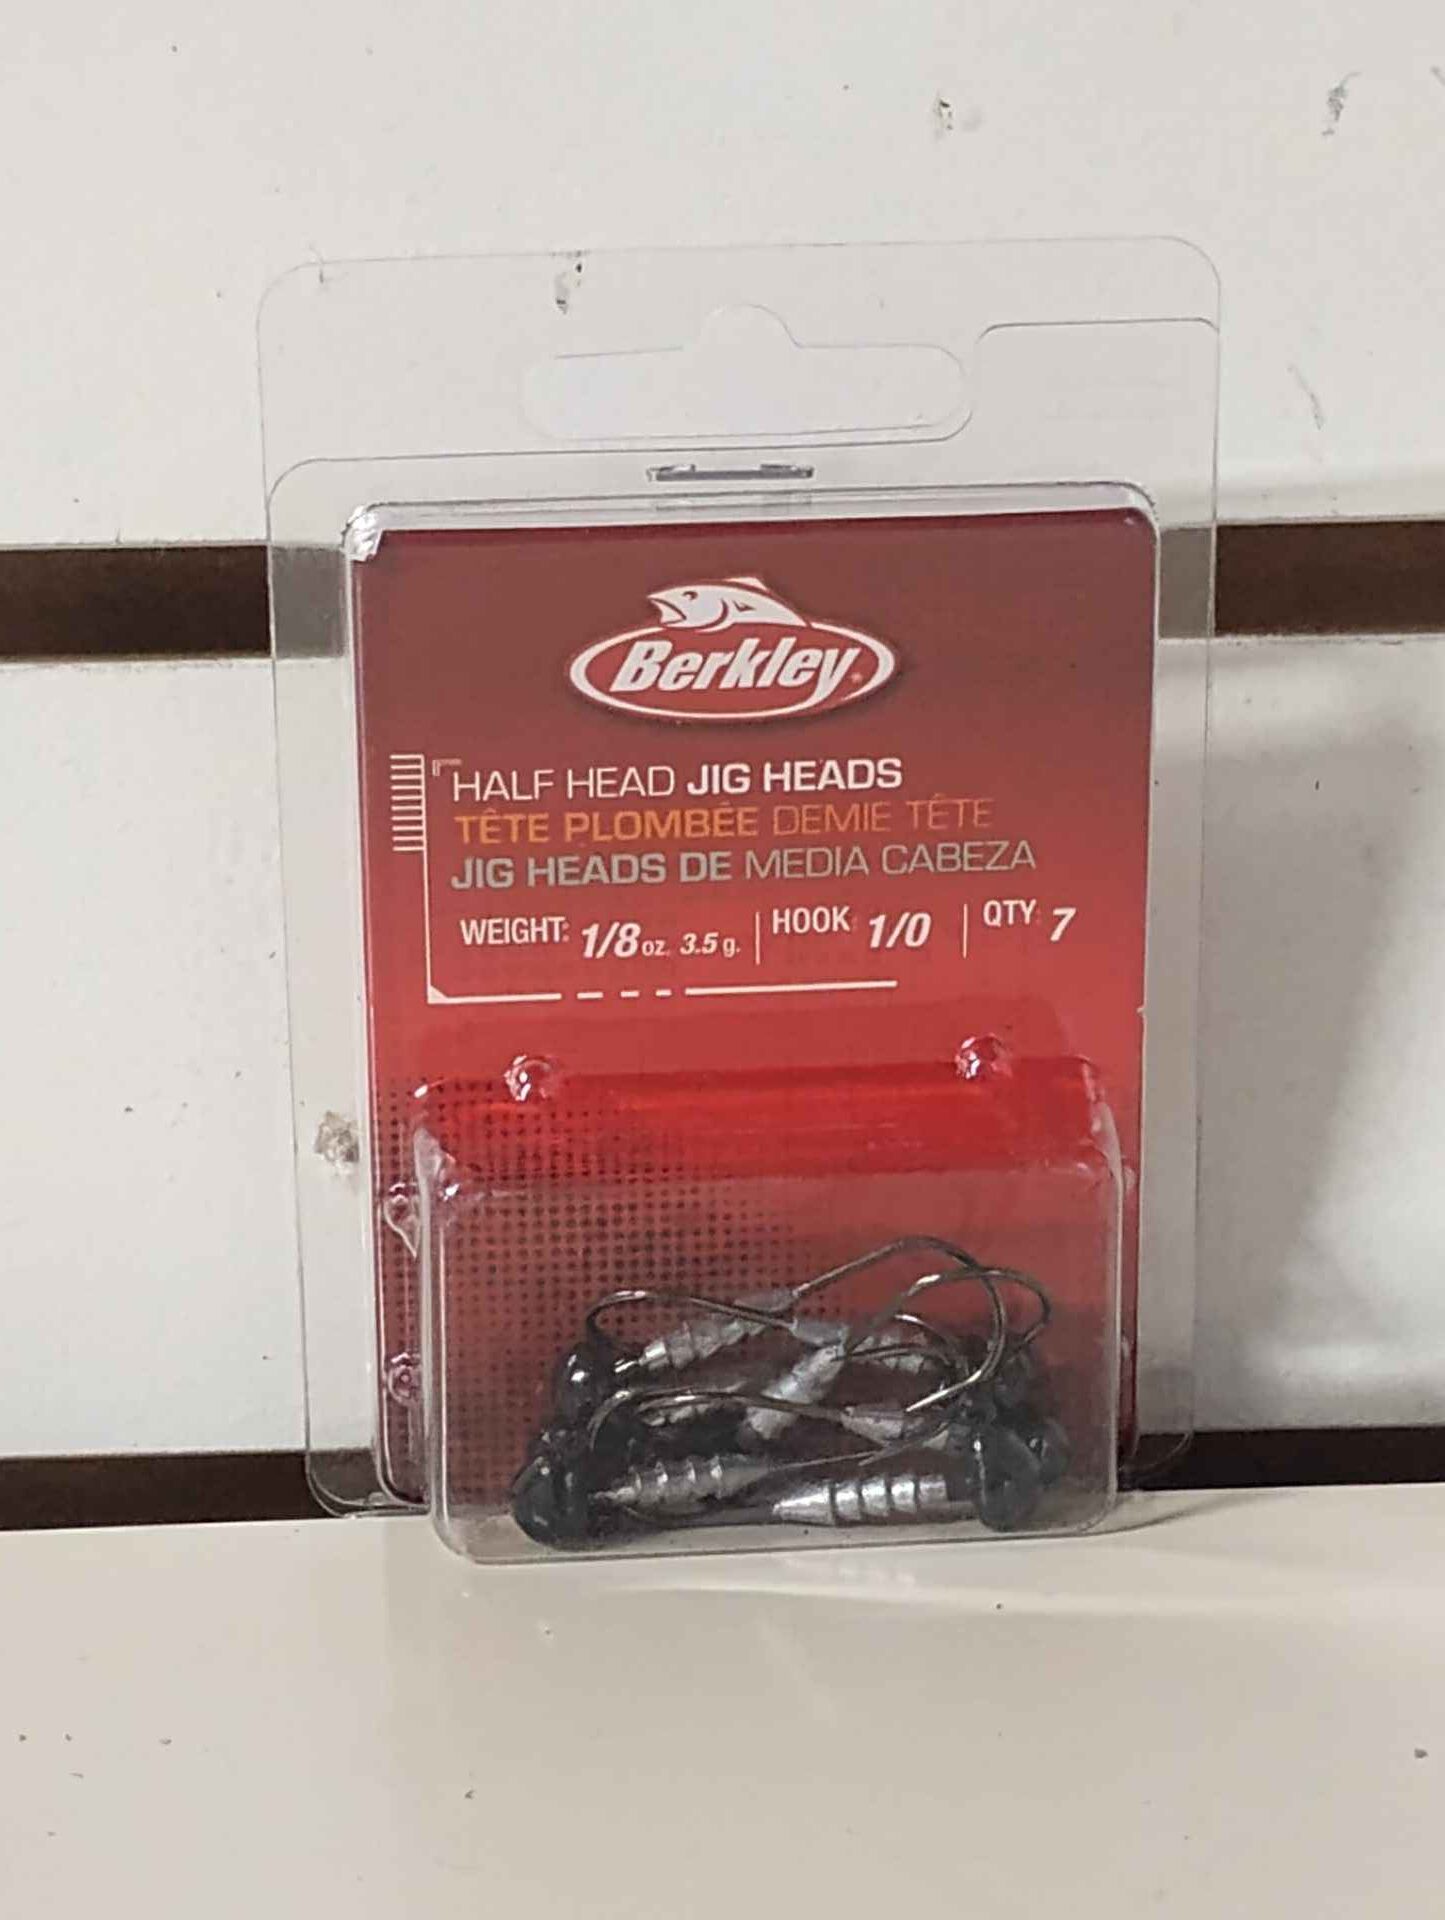 Berkley
HALF HEAD JIG HEADS
TÊTE PLOMBÉE DEMIE TÊTE
JIG HEADS DE MEDIA CABEZA
WEIGHT: 1/8 oz. 3.5 g. | HOOK: 1/0 | QTY: 7